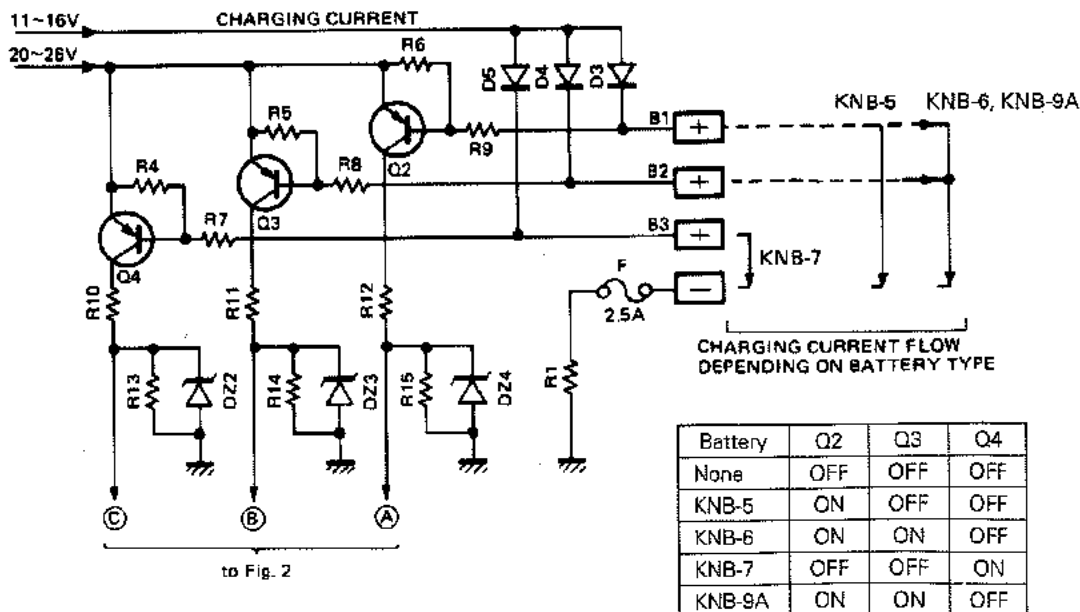 11~16V
CHARGING CURRENT
20~26V
R6
D5
D4
D3
KNB-5
KNB-6, KNB-9A
B1
+
R5
Q2
R9
R4
R8
B2
+
Q3
R7
B3
+
Q4
KNB-7
F
−
2.5A
R10
R11
R12
CHARGING CURRENT FLOW
DEPENDING ON BATTERY TYPE
R13
DZ2
R14
DZ3
R15
DZ4
R1
C
B
A
to Fig. 2
Battery Q2 Q3 Q4
None OFF OFF OFF
KNB-5 ON OFF OFF
KNB-6 ON ON OFF
KNB-7 OFF OFF ON
KNB-9A ON ON OFF